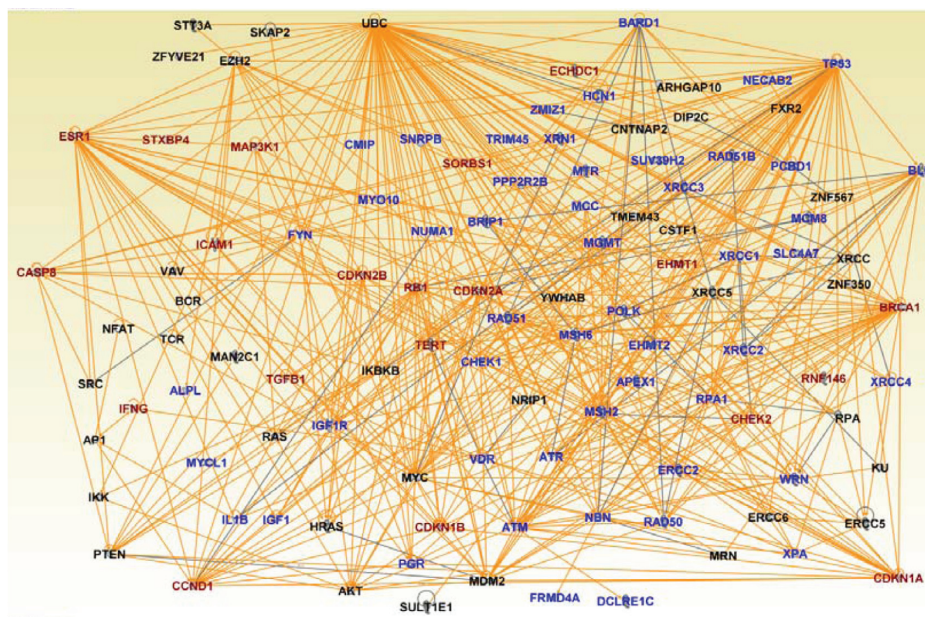 STT3A
UBC
BARD1
SKAP2
ZFYVE21
EZH2
ECHDC1
HCN1
ARHGAP10
NECAB2
TP53
ZMIZ1
DIP2C
FXR2
ESR1
STXBP4
MAP3K1
CMIP
SNRPB
TRIM45
XRN1
CNTNAP2
SORBS1
SUV39H2
RAD51B
PCBD1
MTR
PPP2R2B
XRCC3
MYO10
MCC
ZNF567
BRIP1
TMEM43
MCM8
FYN
NUMA1
CSTF1
ICAM1
MGMT
XRCC1
SLC4A7
XRCC
EHMT1
CASP8
VAV
CDKN2B
RB1
CDKN2A
XRCC5
ZNF350
BCR
YWHAB
BRCA1
RAD51
POLK
NFAT
TCR
MSH6
TERT
EHMT2
XRCC2
MAN2C1
CHEK1
IKBKB
SRC
TGFB1
APEX1
RNF146
XRCC4
ALPL
NRIP1
RPA1
IFNG
MSH2
CHEK2
RPA
IGF1R
AP1
RAS
MYCL1
VDR
ATR
MYC
ERCC2
WRN
KU
IKK
IL1B
IGF1
HRAS
CDKN1B
ATM
NBN
RAD50
ERCC6
ERCC5
PTEN
PGR
MRN
XPA
CCND1
AKT
MDM2
CDKN1A
SULT1E1
FRMD4A
DCLRE1C